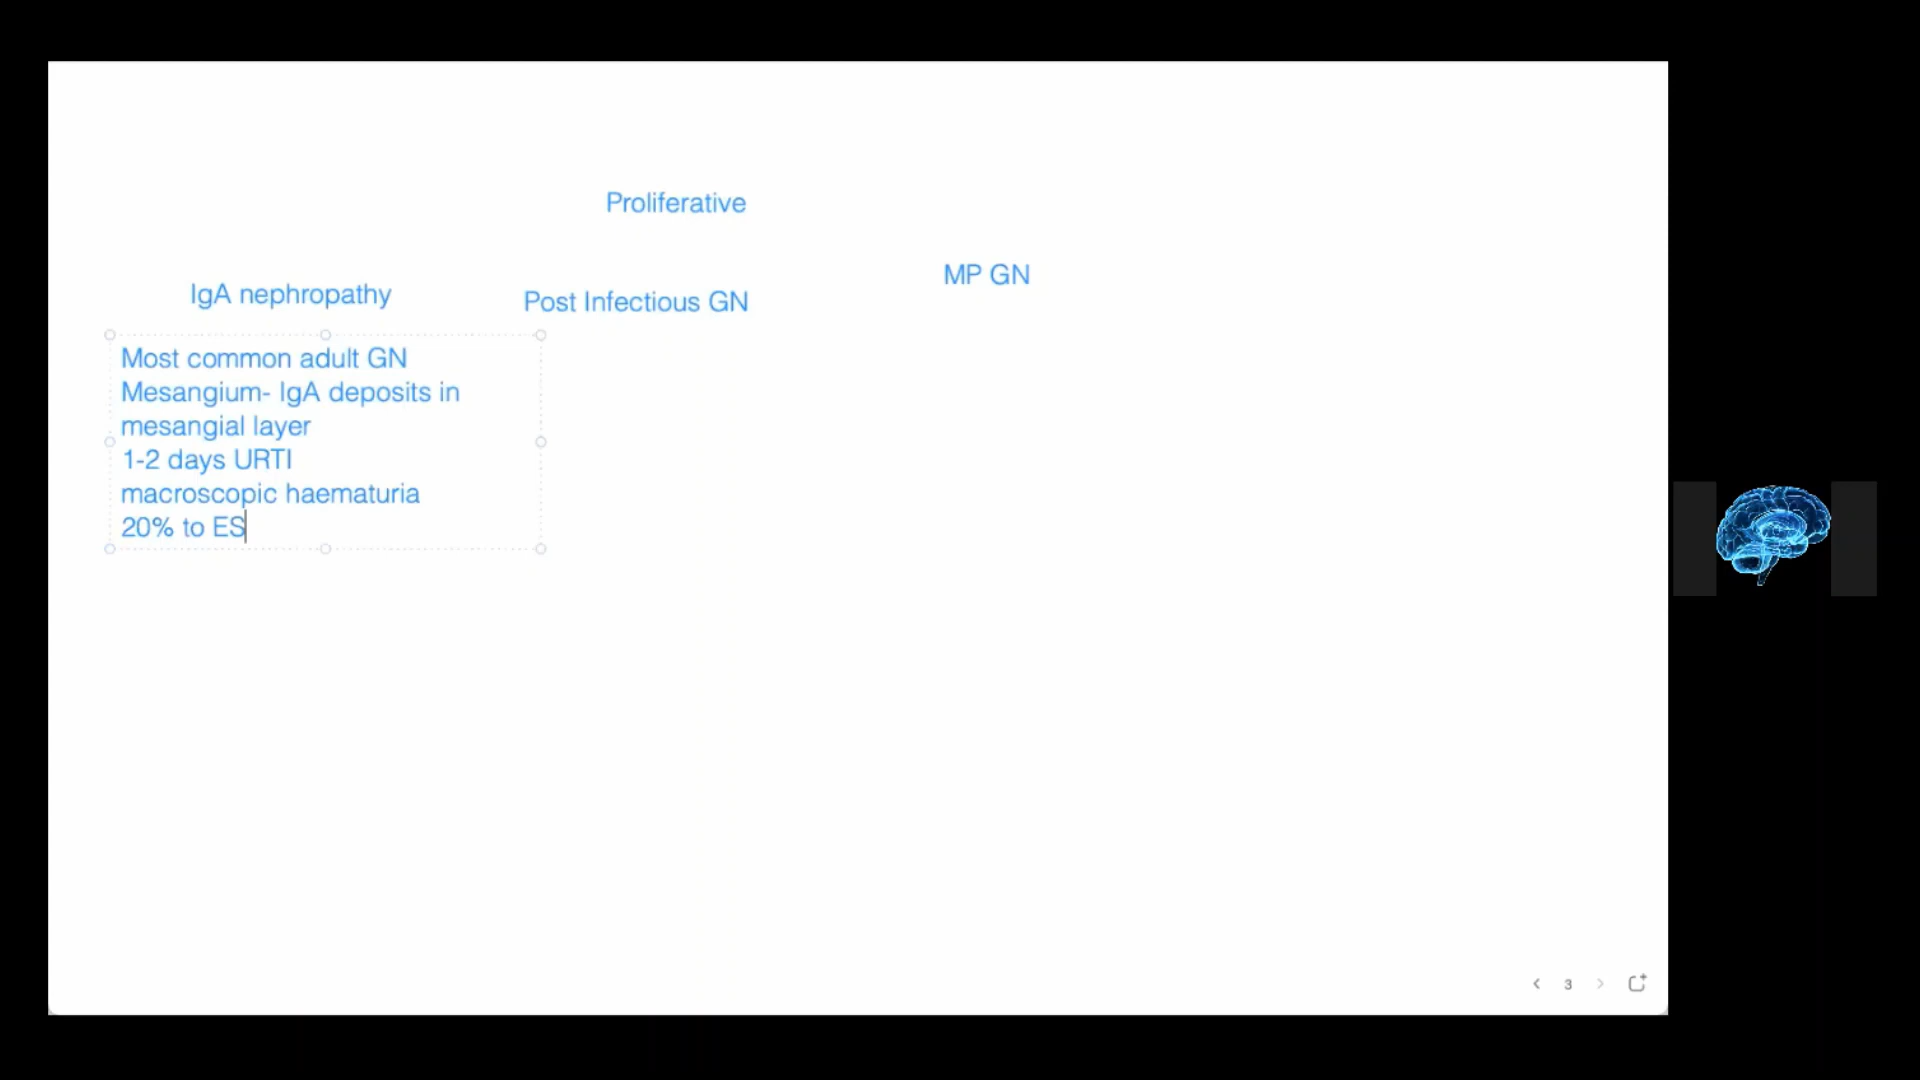 Proliferative
MP GN
IgA nephropathy
Post Infectious GN
Most common adult GN
Mesangium- IgA deposits in
mesangial layer
1-2 days URTI
macroscopic haematuria
20% to ES
3